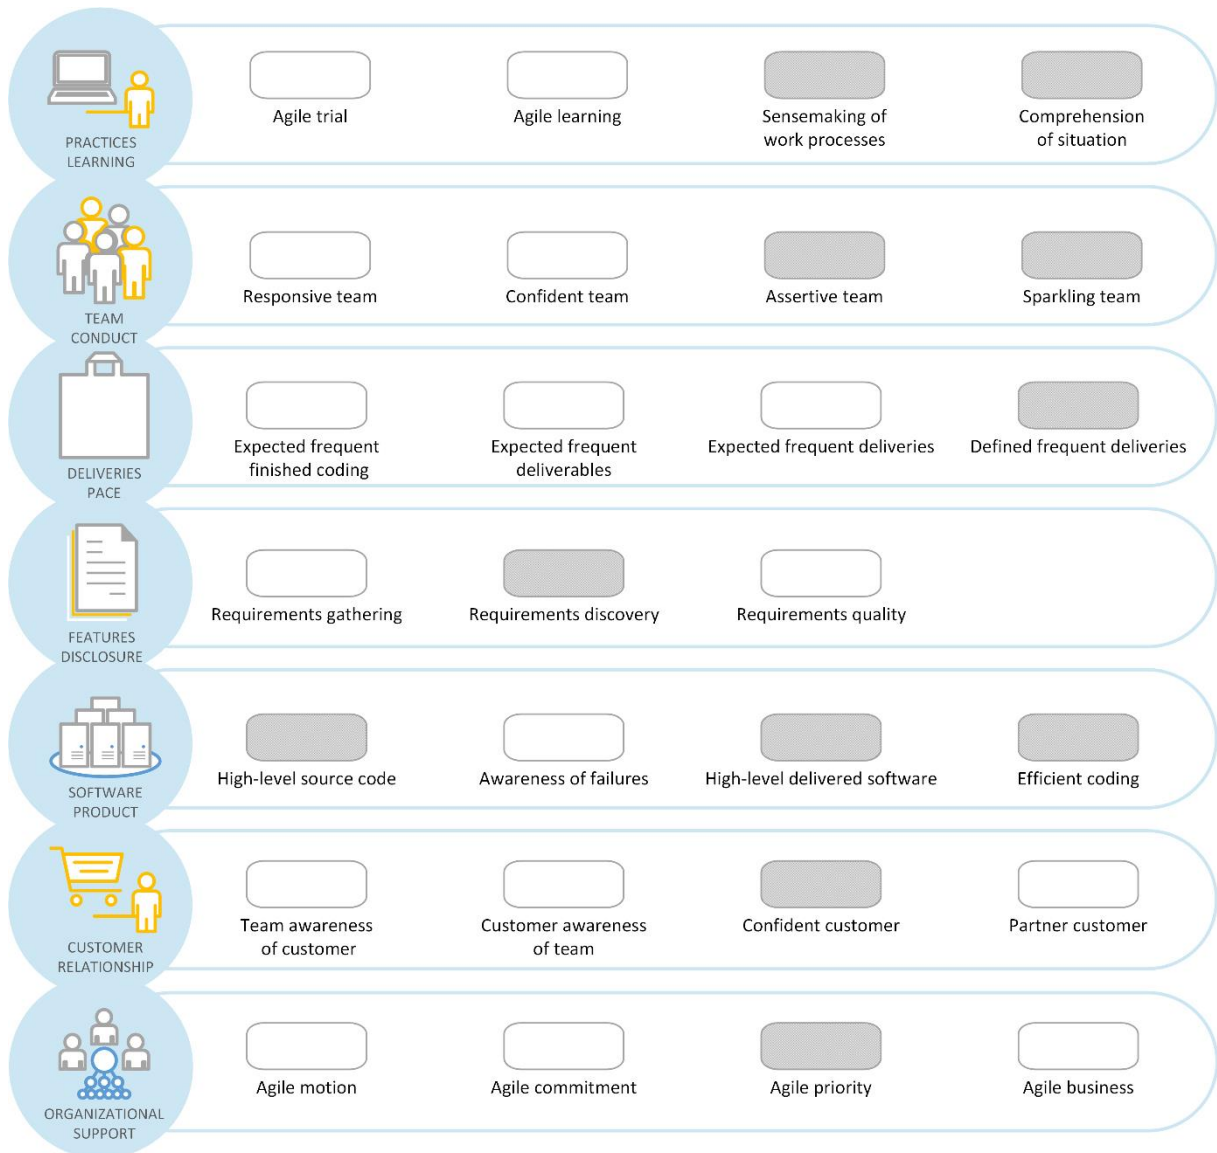 PRACTICES
LEARNING
Agile trial
Agile learning
Sensemaking of
work processes
Comprehension
of situation
TEAM
CONDUCT
Responsive team
Confident team
Assertive team
Sparkling team
DELIVERIES
PACE
Expected frequent
finished coding
Expected frequent
deliverables
Expected frequent deliveries
Defined frequent deliveries
FEATURES
DISCLOSURE
Requirements gathering
Requirements discovery
Requirements quality
SOFTWARE
PRODUCT
High-level source code
Awareness of failures
High-level delivered software
Efficient coding
CUSTOMER
RELATIONSHIP
Team awareness
of customer
Customer awareness
of team
Confident customer
Partner customer
ORGANIZATIONAL
SUPPORT
Agile motion
Agile commitment
Agile priority
Agile business